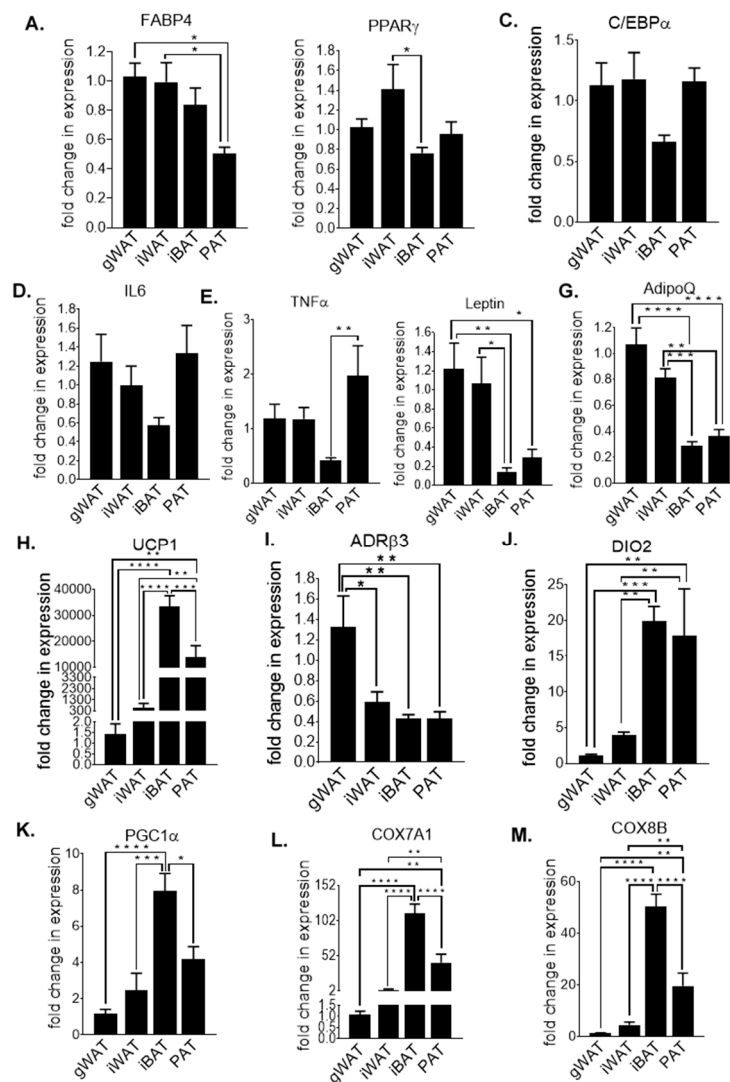 A.
FABP4
fold change in expression
1.2
1.0
0.8
0.6
0.4
0.2
0.0
*
*
gWAT
iWAT
iBAT
PAT
PPARγ
fold change in expression
1.8
1.6
1.4
1.2
1.0
0.8
0.6
0.4
0.2
0.0
*
gWAT
iWAT
iBAT
PAT
C.
C/EBPα
fold change in expression
1.5
1.0
0.5
0.0
gWAT
iWAT
iBAT
PAT
D.
IL6
fold change in expression
1.8
1.6
1.4
1.2
1.0
0.8
0.6
0.4
0.2
0.0
gWAT
iWAT
iBAT
PAT
E.
TNFα
fold change in expression
3
2
1
0
* *
gWAT
iWAT
iBAT
PAT
Leptin
fold change in expression
1.6
1.4
1.2
1.0
0.8
0.6
0.4
0.2
0.0
*
* *
*
gWAT
iWAT
iBAT
PAT
G.
AdipoQ
fold change in expression
1.2
1.0
0.8
0.6
0.4
0.2
0.0
* * * *
* * * *
* *
* * *
gWAT
iWAT
iBAT
PAT
H.
UCP1
fold change in expression
40000
30000
20000
10000
3300
2300
1300
300
2.0
1.5
1.0
0.5
0.0
* *
* * * *
* *
* * * *
* * *
gWAT
iWAT
iBAT
PAT
I.
ADRβ3
fold change in expression
1.8
1.6
1.4
1.2
1.0
0.8
0.6
0.4
0.2
0.0
* *
* *
*
gWAT
iWAT
iBAT
PAT
J.
DIO2
fold change in expression
25
20
15
10
5
0
* *
* *
* * *
* *
gWAT
iWAT
iBAT
PAT
K.
PGC1α
fold change in expression
10
8
6
4
2
0
* * * *
* * *
*
gWAT
iWAT
iBAT
PAT
L.
COX7A1
fold change in expression
152
102
52
2
1.5
1.0
0.5
0.0
* *
* *
* * * *
* * * *
* * * *
gWAT
iWAT
iBAT
PAT
M.
COX8B
fold change in expression
60
40
20
0
* *
* *
* * * *
* * * *
* * * *
gWAT
iWAT
iBAT
PAT